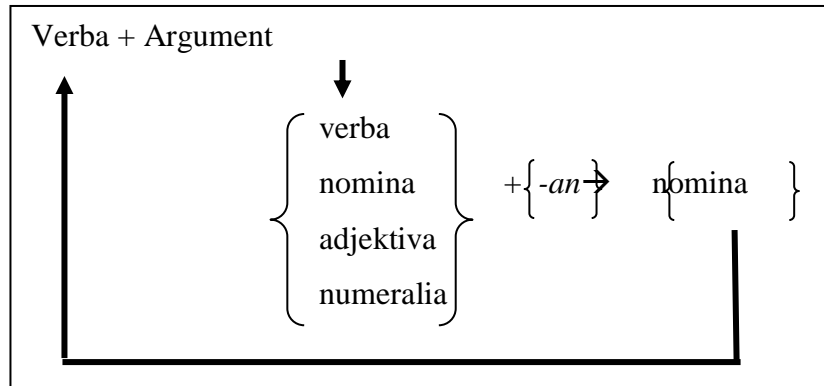 Verba + Argument
verba
nomina + {-an} → {nomina}
adjektiva
numeralia